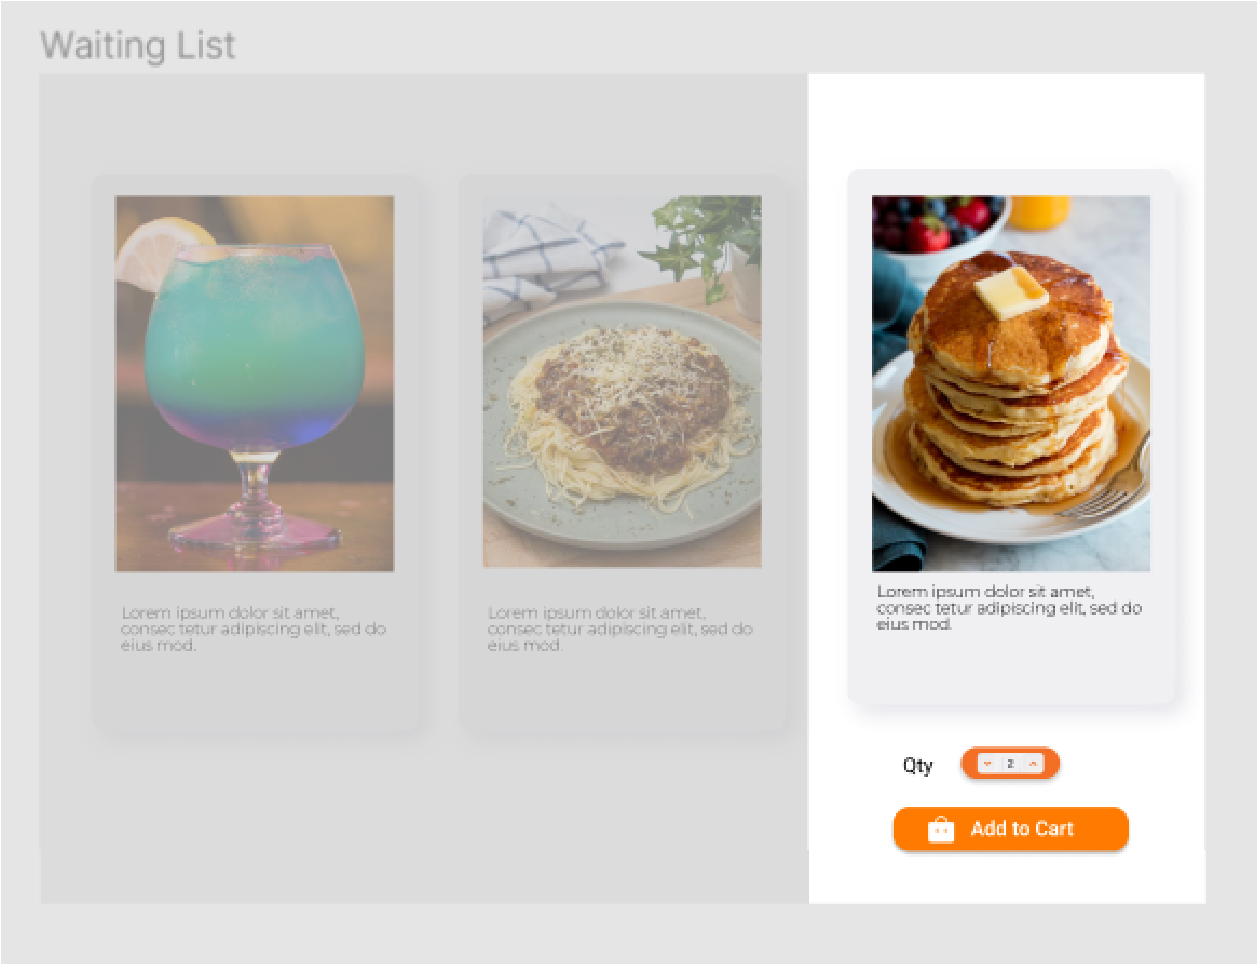 Waiting List
Lorem ipsum dolor sit amet,
consec tetur adipiscing elit, sed do
eius mod.
Lorem ipsum dolor sit amet,
consec tetur adipiscing elit, sed do
eius mod.
Lorem ipsum dolor sit amet,
consec tetur adipiscing elit, sed do
eius mod.
Qty 2
Add to Cart